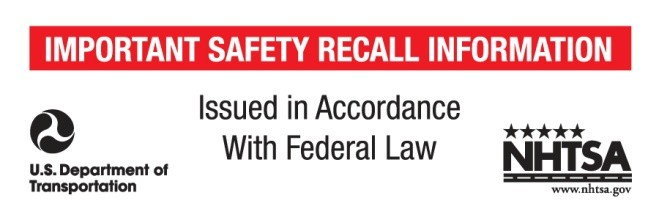 IMPORTANT SAFETY RECALL INFORMATION
Issued in Accordance
With Federal Law
U.S. Department of
Transportation
NHTSA
www.nhtsa.gov